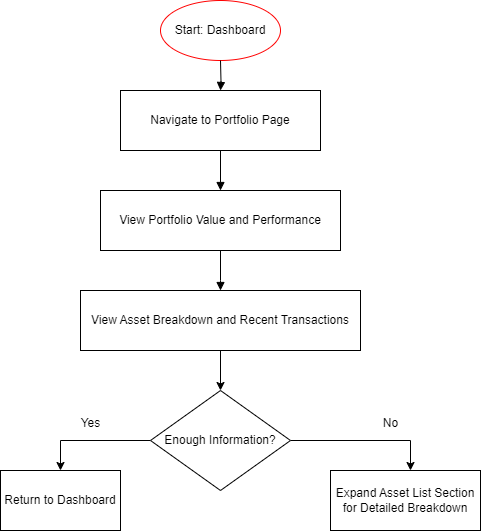 Start: Dashboard
Navigate to Portfolio Page
View Portfolio Value and Performance
View Asset Breakdown and Recent Transactions
Yes
No
Enough Information?
Return to Dashboard
Expand Asset List Section
for Detailed Breakdown